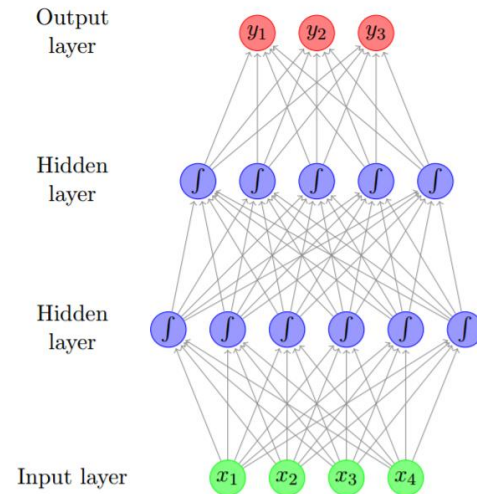 Output
layer
y1 y2 y3
Hidden
layer
∫ ∫ ∫ ∫ ∫
Hidden
layer
∫ ∫ ∫ ∫ ∫ ∫
Input layer
x1 x2 x3 x4